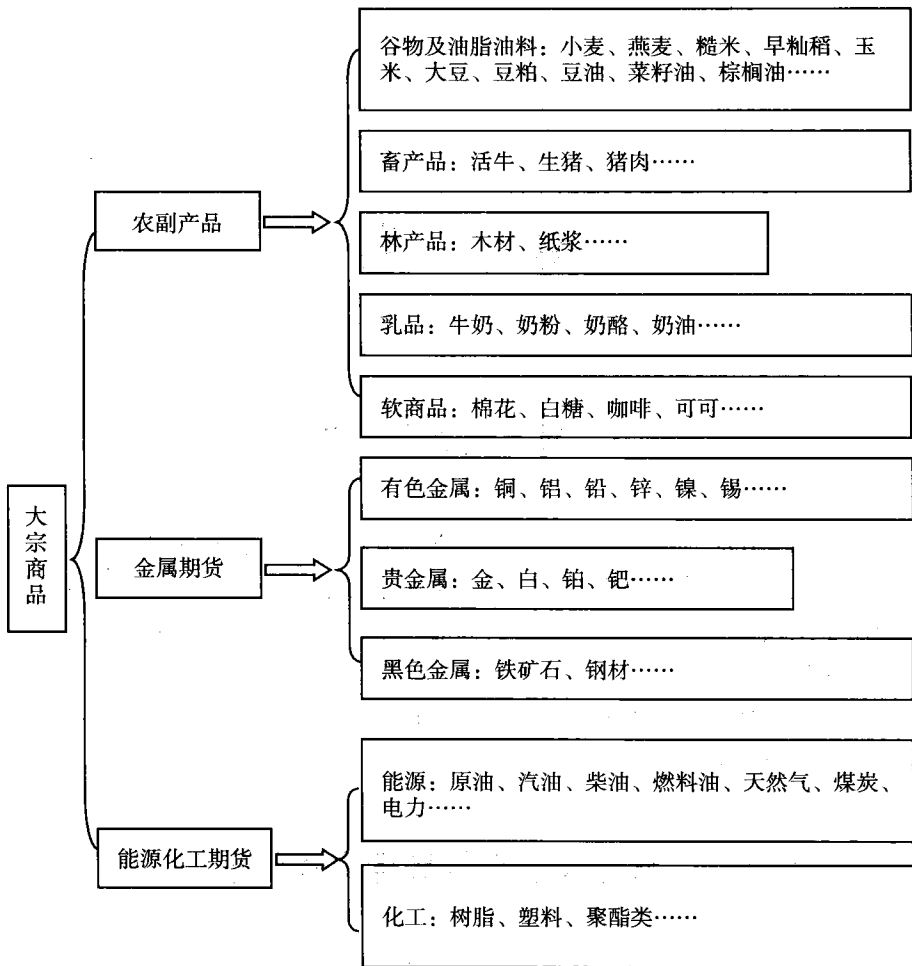 谷物及油脂油料：小麦、燕麦、糙米、早籼稻、玉
米、大豆、豆粕、豆油、菜籽油、棕榈油……
畜产品：活牛、生猪、猪肉……
农副产品
林产品：木材、纸浆……
乳品：牛奶、奶粉、奶酪、奶油……
软商品：棉花、白糖、咖啡、可可……
大宗商品
有色金属：铜、铝、铅、锌、镍、锡……
金属期货
贵金属：金、白、铂、钯……
黑色金属：铁矿石、钢材……
能源：原油、汽油、柴油、燃料油、天然气、煤炭、
电力……
能源化工期货
化工：树脂、塑料、聚酯类……